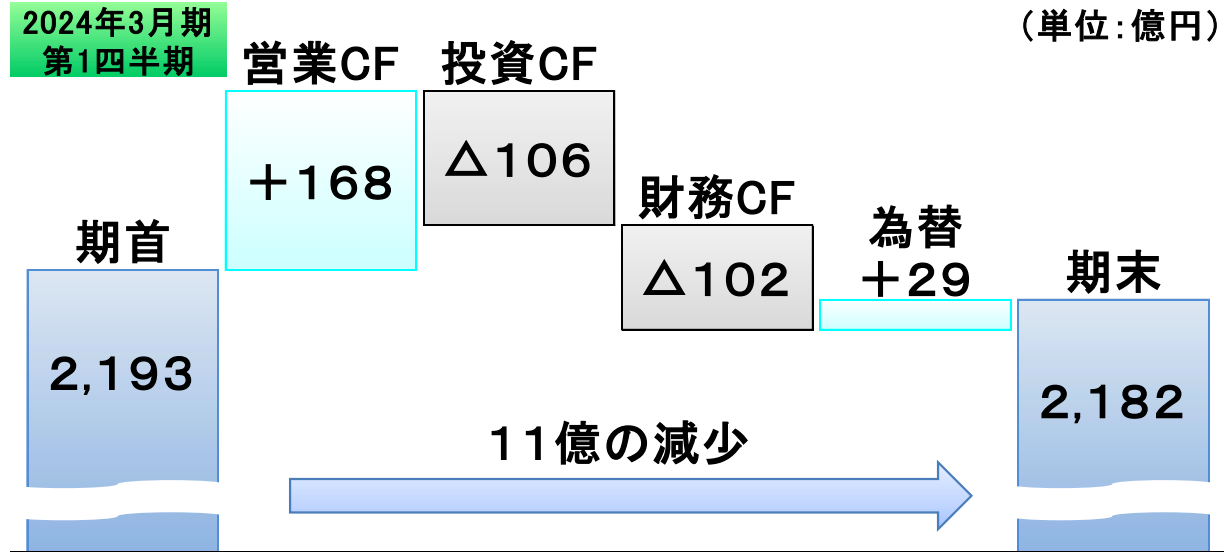 2024年3月期
第1四半期
（単位：億円）
営業CF
投資CF
＋168
△106
財務CF
△102
為替
＋29
期首
2,193
期末
2,182
11億の減少